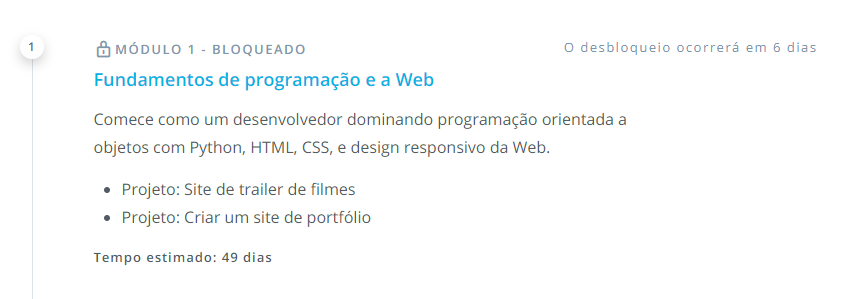 1
MÓDULO 1 - BLOQUEADO
O desbloqueio ocorrerá em 6 dias
Fundamentos de programação e a Web
Comece como um desenvolvedor dominando programação orientada a
objetos com Python, HTML, CSS, e design responsivo da Web.
Projeto: Site de trailer de filmes
Projeto: Criar um site de portfólio
Tempo estimado: 49 dias